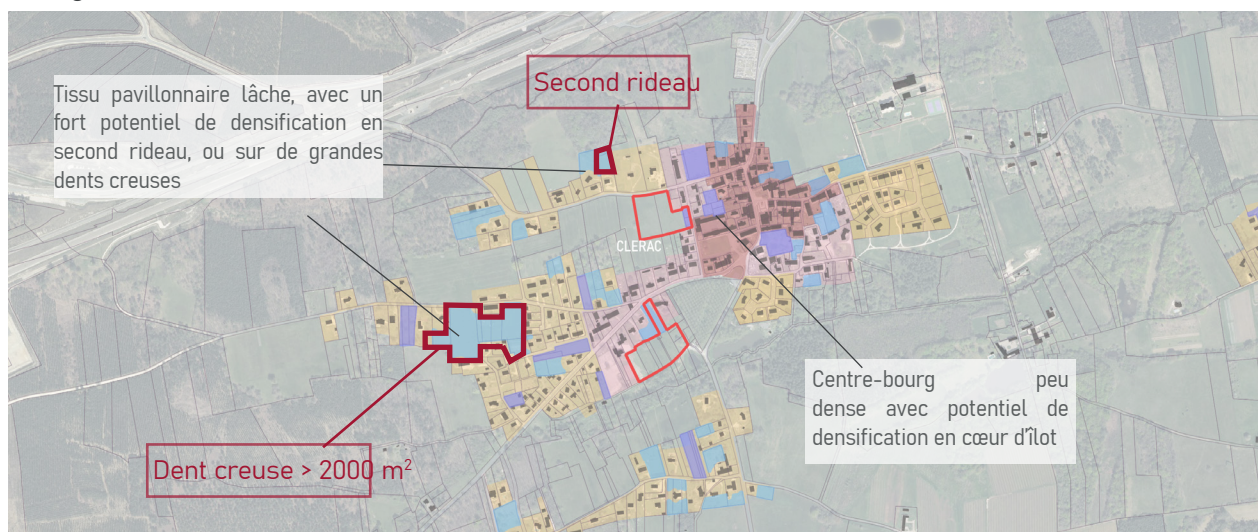 Second rideau
Tissu pavillonnaire lâche, avec un
fort potentiel de densification en
second rideau, ou sur de grandes
dents creuses
CLERAC
Centre-bourg peu
dense avec potentiel de
densification en cœur d'îlot
Dent creuse > 2000 m²